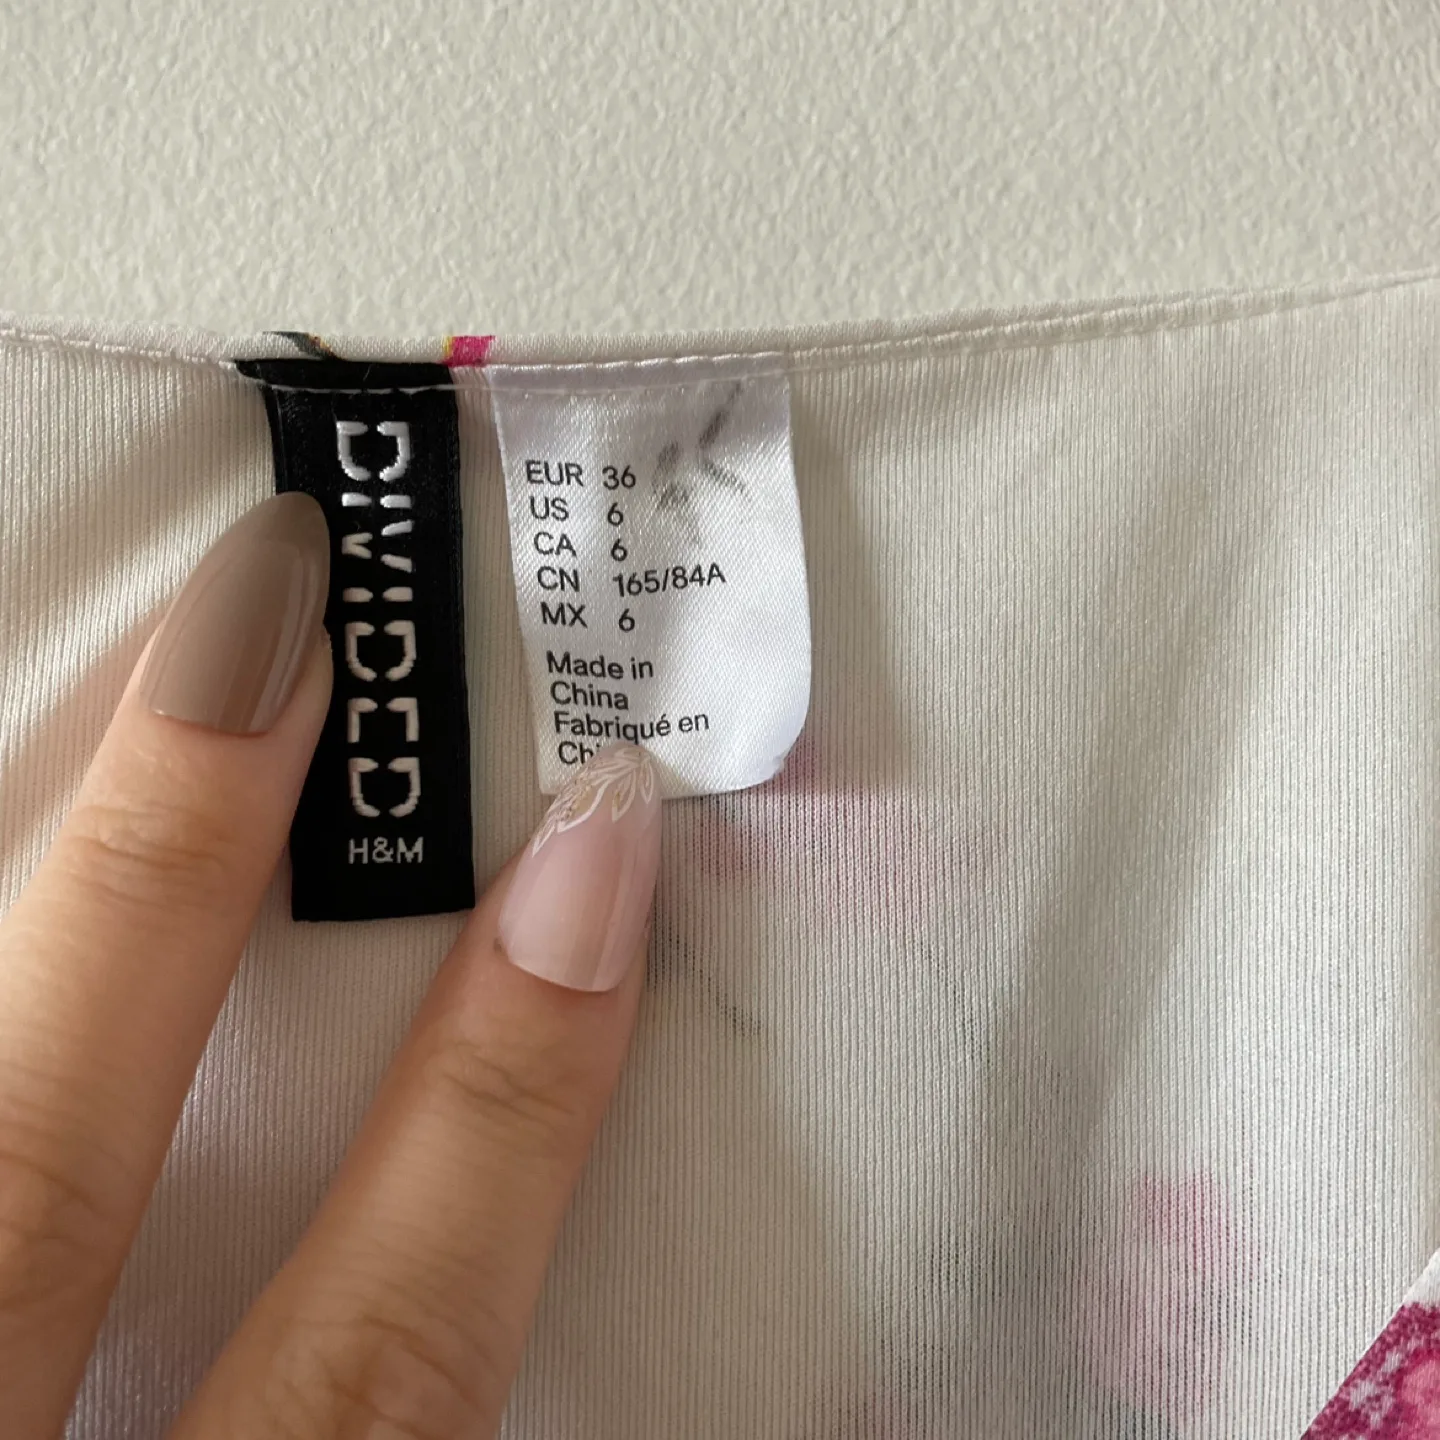 DIVIDED
H&M
EUR 36
US 6
CA 6
CN 165/84A
MX 6
Made in
China
Fabriqué en